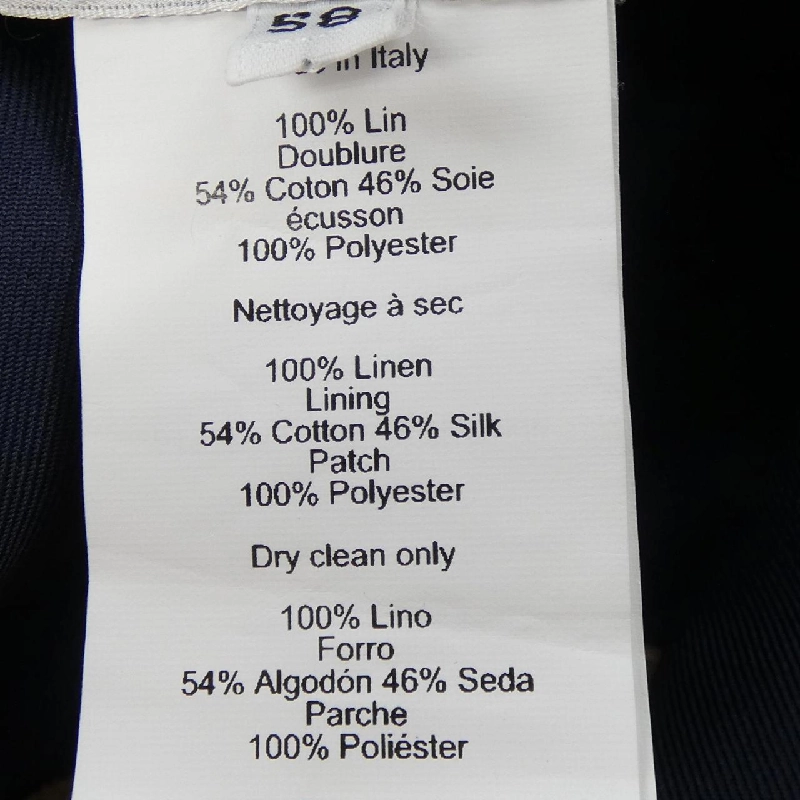 58
in Italy
100% Lin
Doublure
54% Coton 46% Soie
écusson
100% Polyester
Nettoyage à sec
100% Linen
Lining
54% Cotton 46% Silk
Patch
100% Polyester
Dry clean only
100% Lino
Forro
54% Algodón 46% Seda
Parche
100% Poliéster